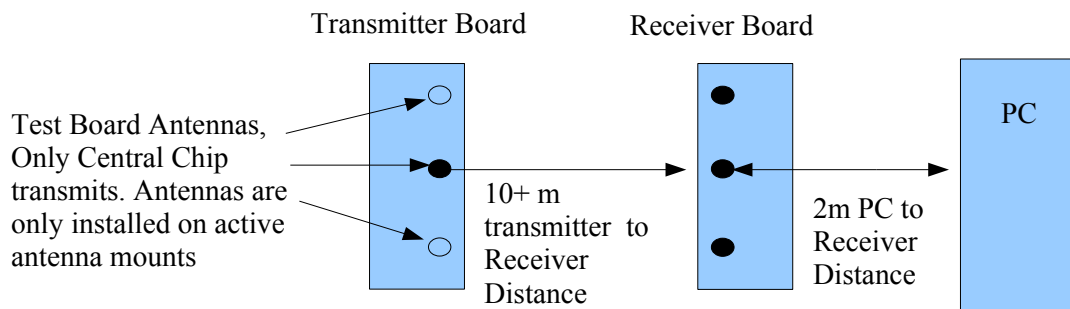 Transmitter Board
Receiver Board
PC
Test Board Antennas,
Only Central Chip
transmits. Antennas are
only installed on active
antenna mounts
10+ m
transmitter to
Receiver
Distance
2m PC to
Receiver
Distance